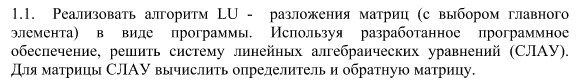 1.1. Реализовать алгоритм LU - разложения матриц (с выбором главного
элемента) в виде программы. Используя разработанное программное
обеспечение, решить систему линейных алгебраических уравнений (СЛАУ).
Для матрицы СЛАУ вычислить определитель и обратную матрицу.